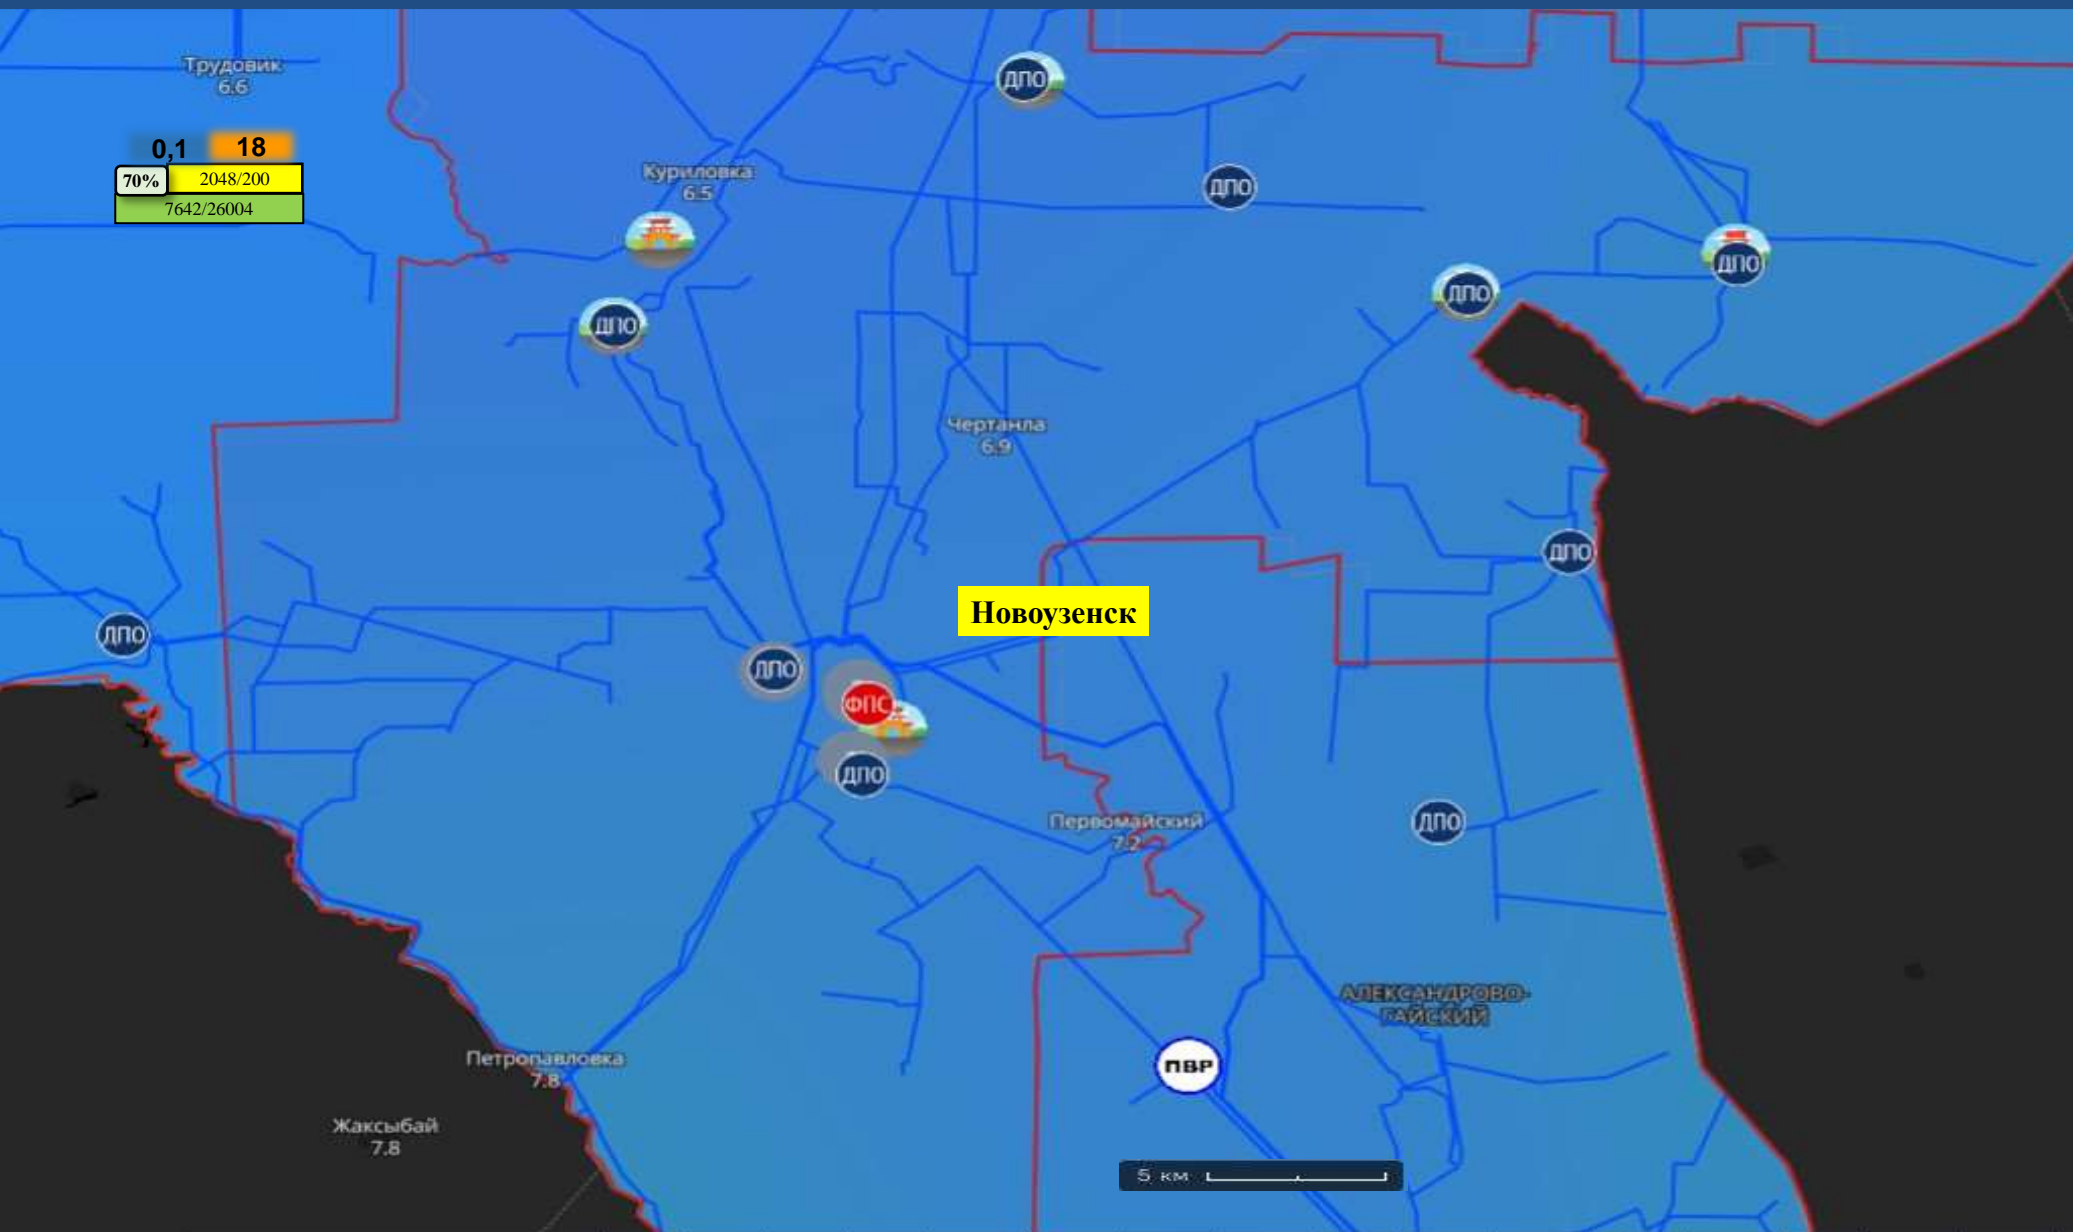 Трудовик
6.6
ДПО
0,1 18
70% 2048/200
7642/26004
Куриловка
6.5
ДПО
ДПО
ДПО
ДПО
ДПО
Чертанла
6.9
ДПО
Новоузенск
ДПО
ДПО
ФПС
ДПО
Первомайский
7.2
ДПО
АЛЕКСАНДРОВО-
ГАЙСКИЙ
Петропавловка
7.8
ПВР
Жаксыбай
7.8
5 км